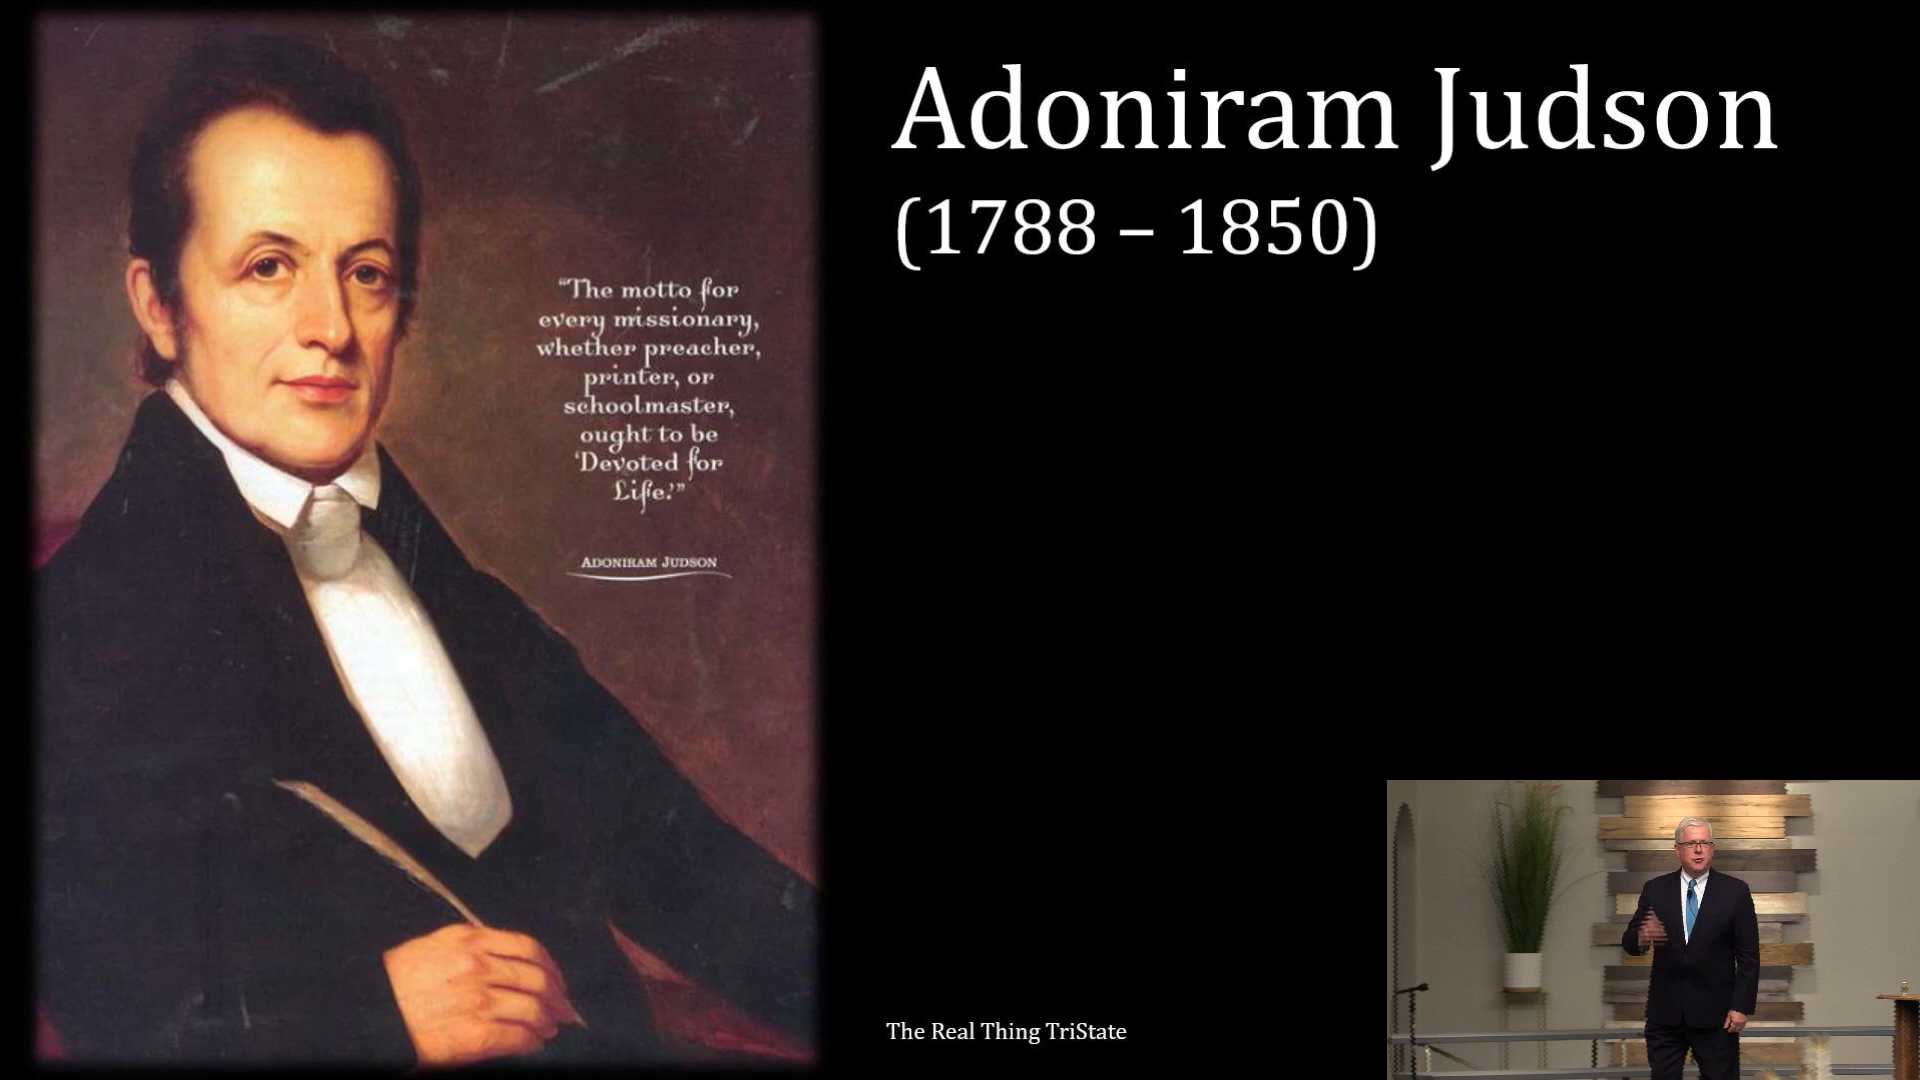 Adoniram Judson
(1788 – 1850)
“The motto for
every missionary,
whether preacher,
printer, or
schoolmaster,
ought to be
‘Devoted for
Life.’”
ADONIRAM JUDSON
The Real Thing TriState